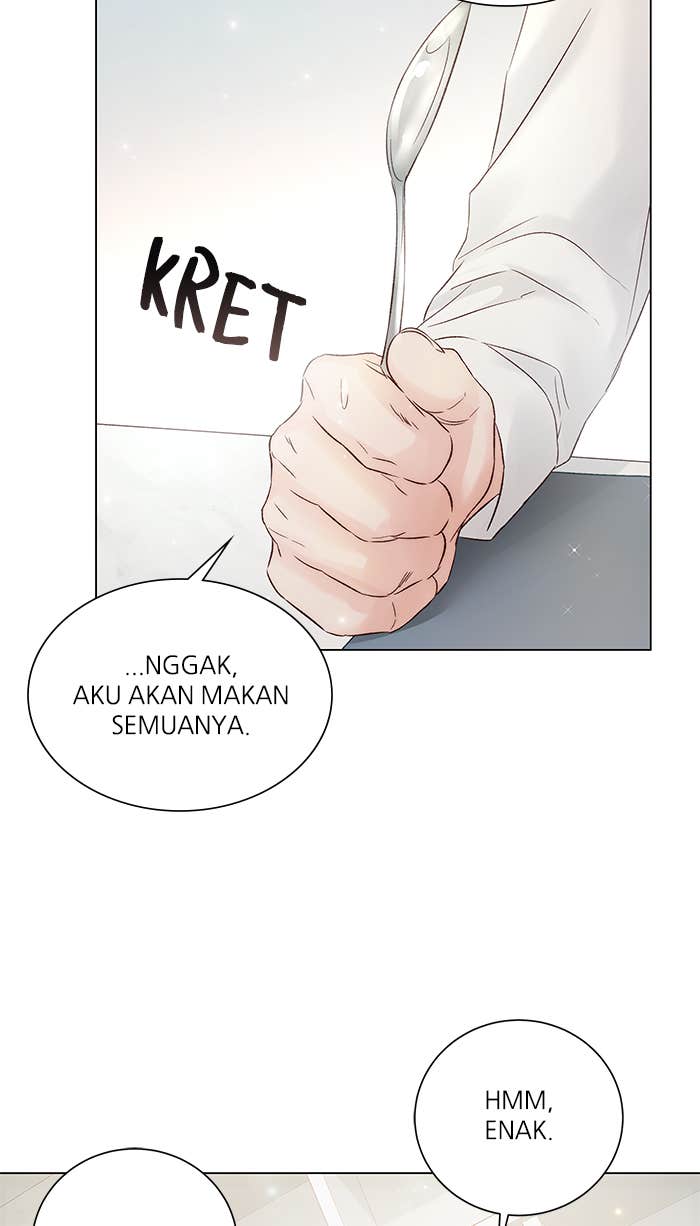 KRET
...NGGAK,
AKU AKAN MAKAN
SEMUANYA.
HMM,
ENAK.